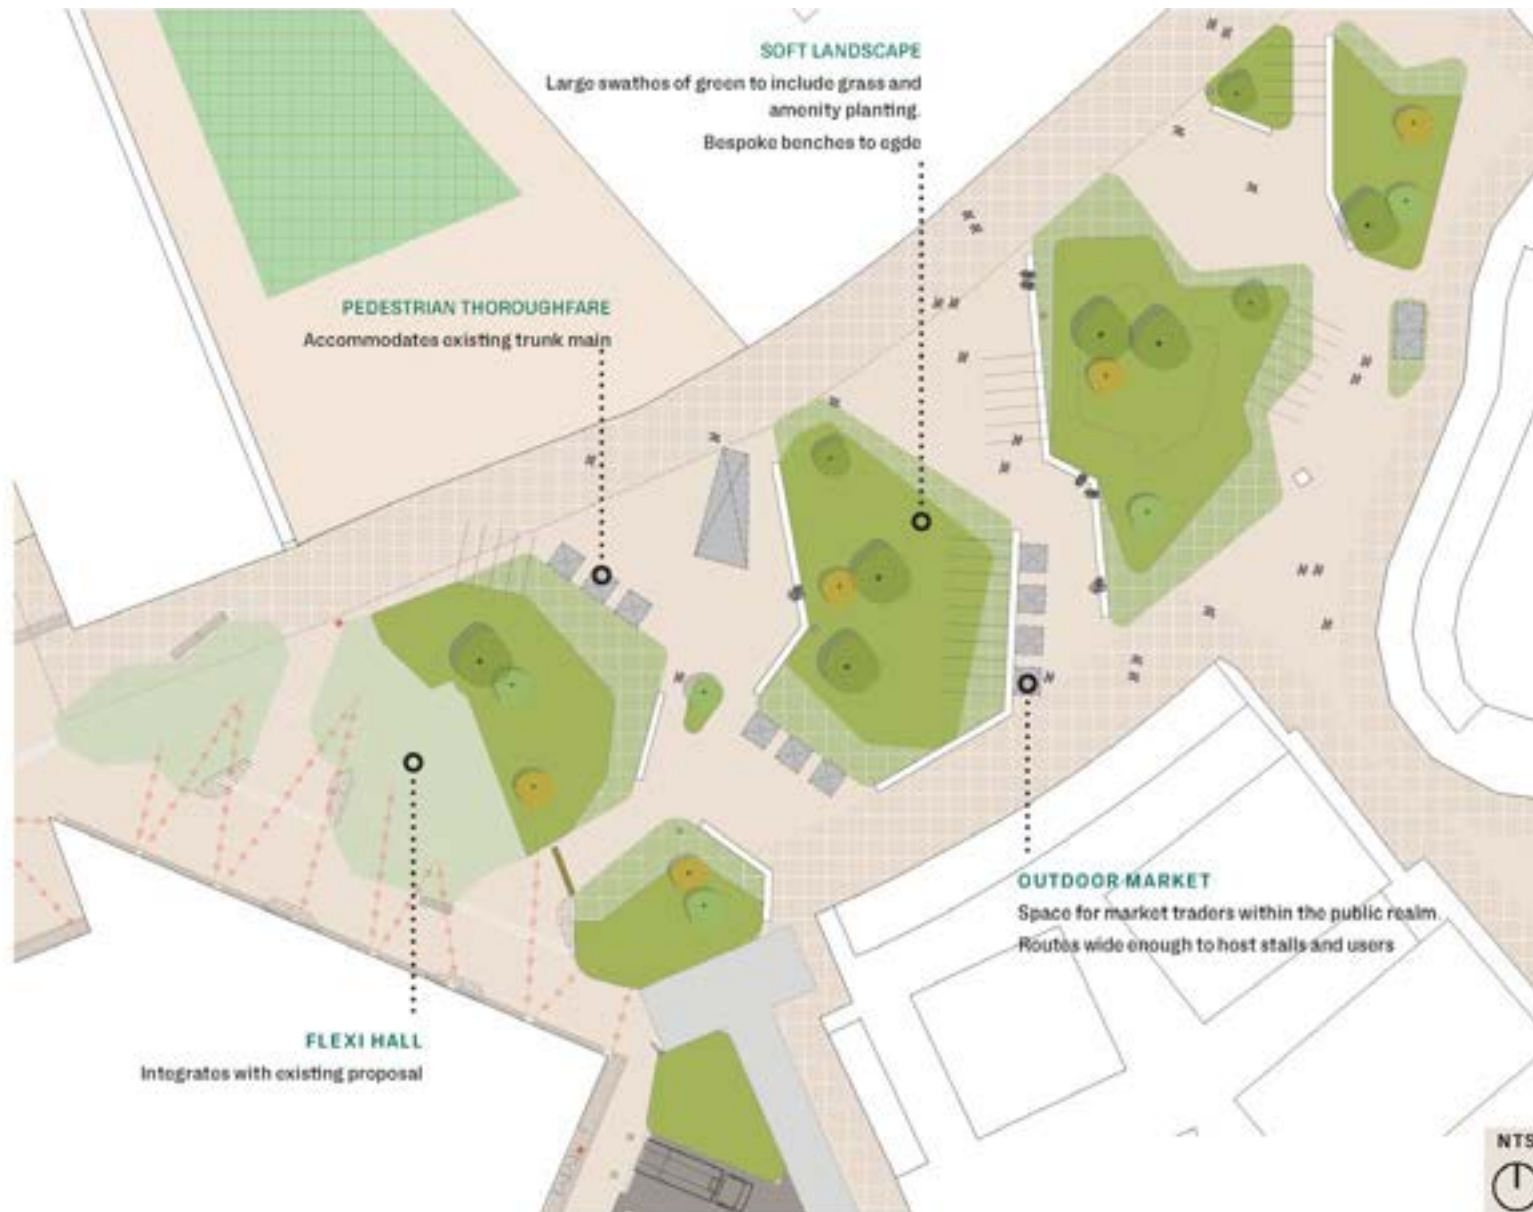 SOFT LANDSCAPE
Large swathes of green to include grass and
amenity planting.
Bespoke benches to egde
PEDESTRIAN THOROUGHFARE
Accommodates existing trunk main
OUTDOOR MARKET
Space for market traders within the public realm.
Routes wide enough to host stalls and users
FLEXI HALL
Integrates with existing proposal
NTS